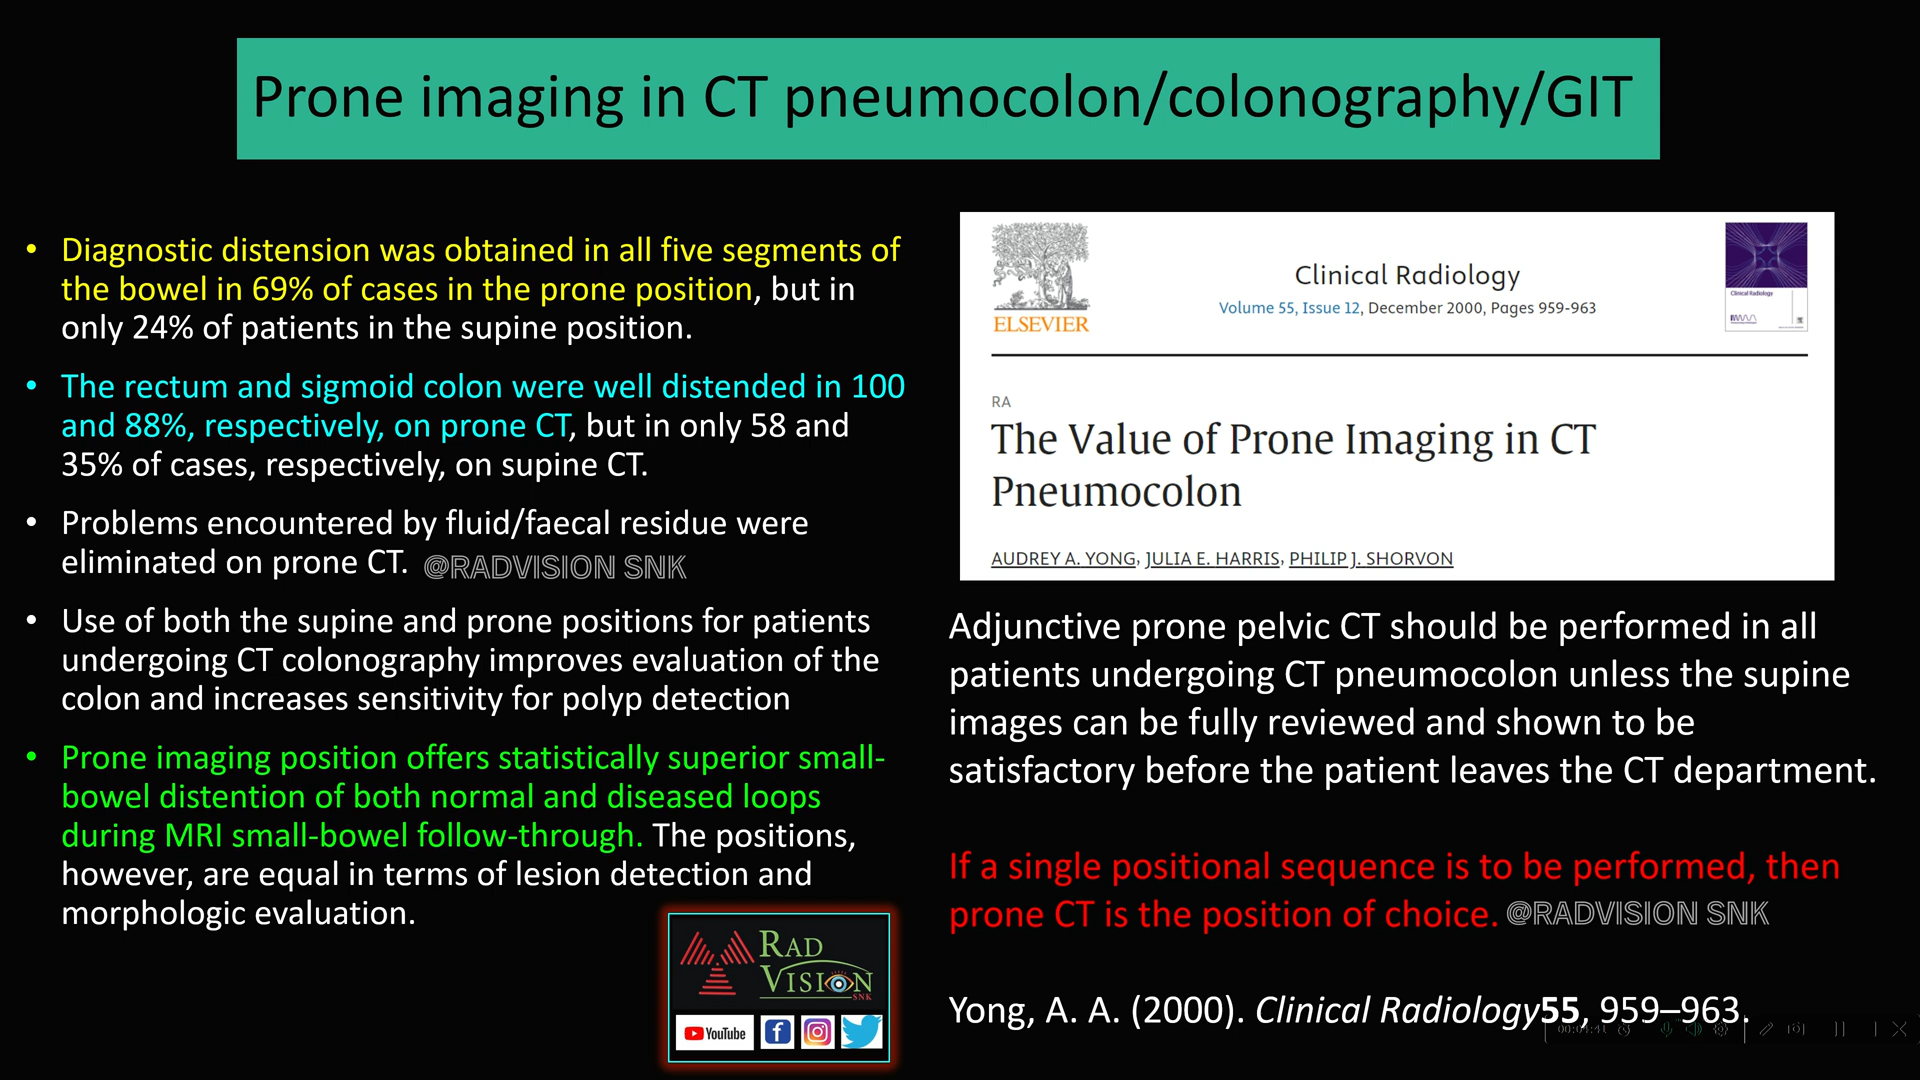 Prone imaging in CT pneumocolon/colonography/GIT
• Diagnostic distension was obtained in all five segments of
the bowel in 69% of cases in the prone position, but in
only 24% of patients in the supine position.
• The rectum and sigmoid colon were well distended in 100
and 88%, respectively, on prone CT, but in only 58 and
35% of cases, respectively, on supine CT.
• Problems encountered by fluid/faecal residue were
eliminated on prone CT. @RADVISION SNK
• Use of both the supine and prone positions for patients
undergoing CT colonography improves evaluation of the
colon and increases sensitivity for polyp detection
• Prone imaging position offers statistically superior small-
bowel distention of both normal and diseased loops
during MRI small-bowel follow-through. The positions,
however, are equal in terms of lesion detection and
morphologic evaluation.
RAD
VISION
SNK
YouTube
ELSEVIER
Clinical Radiology
Volume 55, Issue 12, December 2000, Pages 959-963
Clinical Radiology
RA
The Value of Prone Imaging in CT
Pneumocolon
AUDREY A. YONG, JULIA E. HARRIS, PHILIP J. SHORVON
Adjunctive prone pelvic CT should be performed in all
patients undergoing CT pneumocolon unless the supine
images can be fully reviewed and shown to be
satisfactory before the patient leaves the CT department.
If a single positional sequence is to be performed, then
prone CT is the position of choice. @RADVISION SNK
Yong, A. A. (2000). Clinical Radiology55, 959–963.